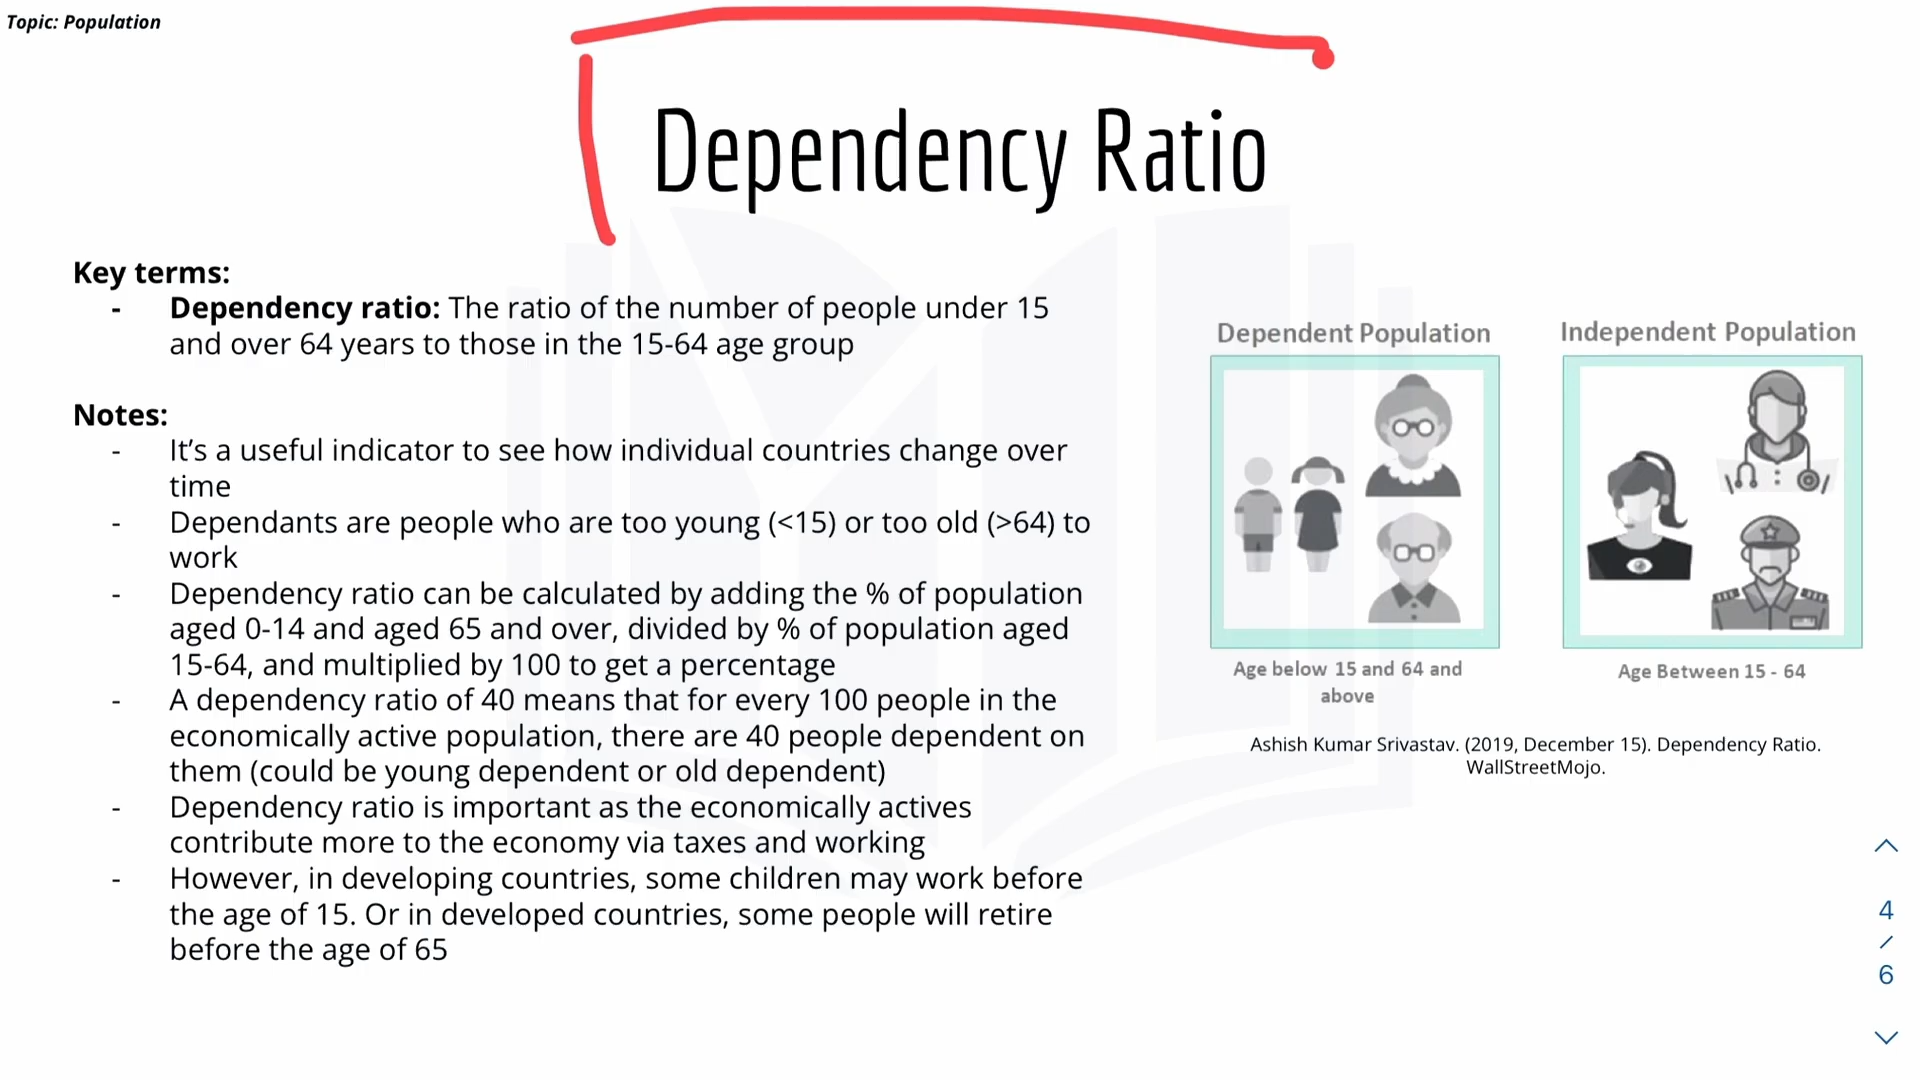 Topic: Population
Dependency Ratio
Key terms:
- Dependency ratio: The ratio of the number of people under 15
and over 64 years to those in the 15-64 age group
Notes:
- It’s a useful indicator to see how individual countries change over
time
- Dependants are people who are too young (<15) or too old (>64) to
work
- Dependency ratio can be calculated by adding the % of population
aged 0-14 and aged 65 and over, divided by % of population aged
15-64, and multiplied by 100 to get a percentage
- A dependency ratio of 40 means that for every 100 people in the
economically active population, there are 40 people dependent on
them (could be young dependent or old dependent)
- Dependency ratio is important as the economically actives
contribute more to the economy via taxes and working
- However, in developing countries, some children may work before
the age of 15. Or in developed countries, some people will retire
before the age of 65
Dependent Population
Age below 15 and 64 and
above
Independent Population
Age Between 15 - 64
Ashish Kumar Srivastav. (2019, December 15). Dependency Ratio.
WallStreetMojo.
4
/
6